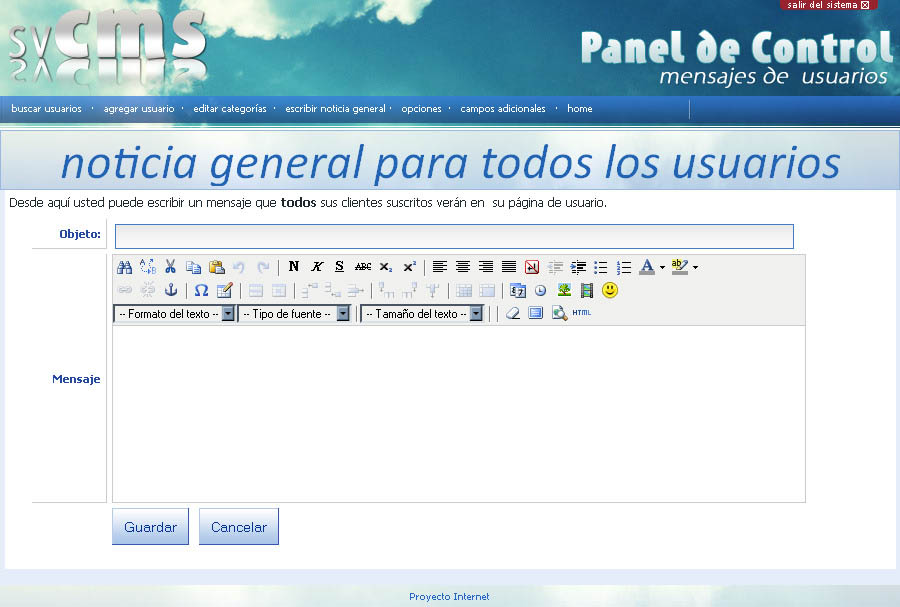 salir del sistema
svcms
Panel de Control
mensajes de usuarios
buscar usuarios · agregar usuario · editar categorías · escribir noticia general · opciones · campos adicionales · home
noticia general para todos los usuarios
Desde aquí usted puede escribir un mensaje que todos sus clientes suscritos verán en su página de usuario.
Objeto:
N K S ABC x₂ x² A ab
Ω
-- Formato del texto -- -- Tipo de fuente -- -- Tamaño del texto -- HTML
Mensaje
Guardar Cancelar
Proyecto Internet